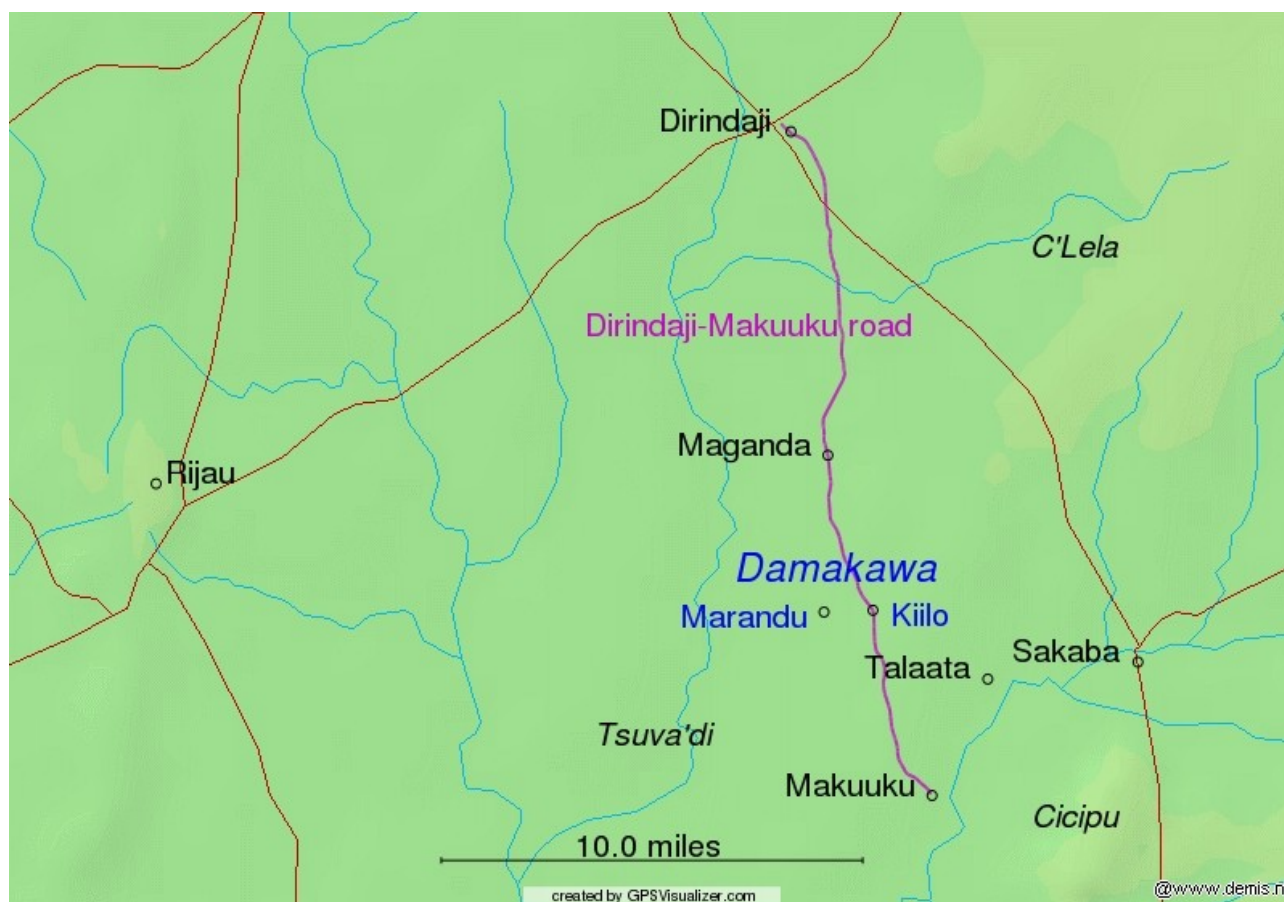 Dirindaji
C'Lela
Dirindaji-Makuuku road
Maganda
Rijau
Damakawa
Marandu
Kiilo
Talaata
Sakaba
Tsuva'di
Makuuku
Cicipu
10.0 miles
created by GPSVisualizer.com
@www.demis.n